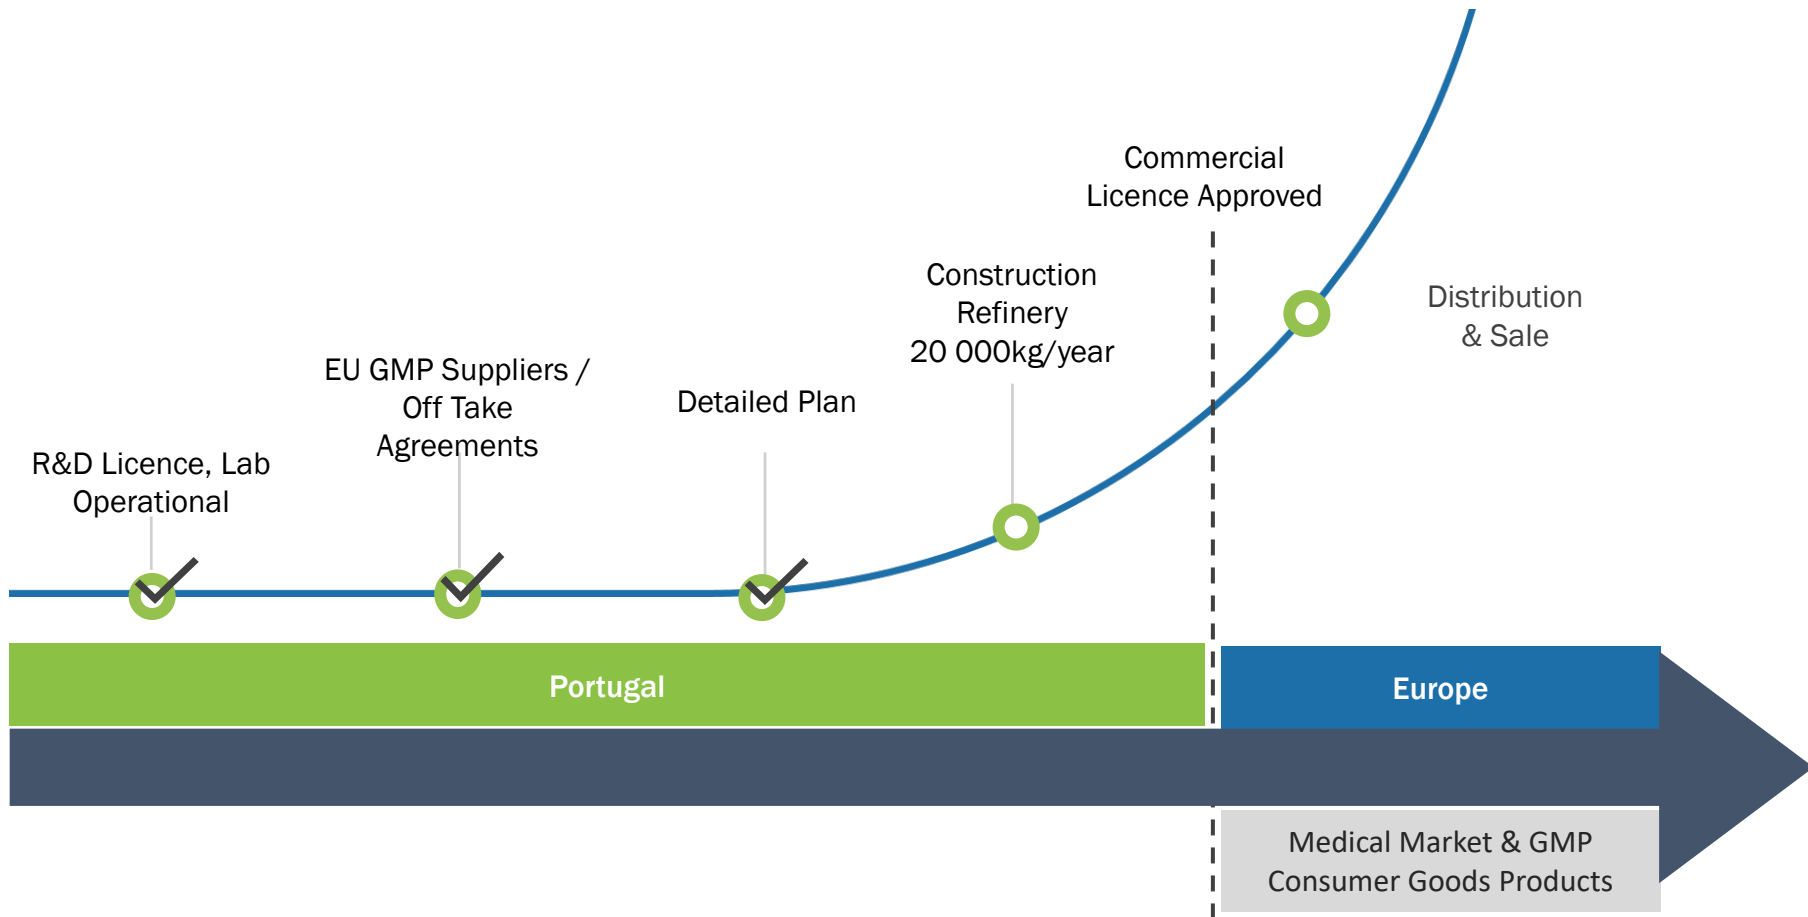 Commercial
Licence Approved
Construction
Refinery
20 000kg/year
Distribution
& Sale
EU GMP Suppliers /
Off Take
Agreements
Detailed Plan
R&D Licence, Lab
Operational
Portugal
Europe
Medical Market & GMP
Consumer Goods Products